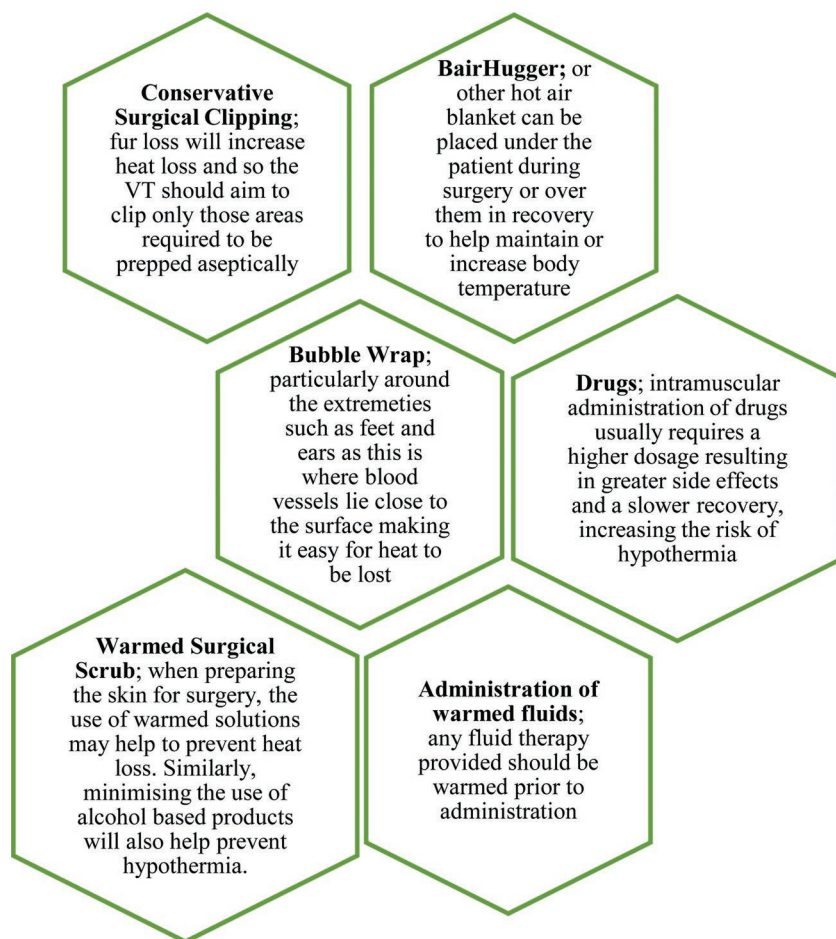 Conservative
Surgical Clipping;
fur loss will increase
heat loss and so the
VT should aim to
clip only those areas
required to be
prepped aseptically
BairHugger; or
other hot air
blanket can be
placed under the
patient during
surgery or over
them in recovery
to help maintain or
increase body
temperature
Bubble Wrap;
particularly around
the extremeties
such as feet and
ears as this is
where blood
vessels lie close to
the surface making
it easy for heat to
be lost
Drugs; intramuscular
administration of drugs
usually requires a
higher dosage resulting
in greater side effects
and a slower recovery,
increasing the risk of
hypothermia
Warmed Surgical
Scrub; when preparing
the skin for surgery, the
use of warmed solutions
may help to prevent heat
loss. Similarly,
minimising the use of
alcohol based products
will also help prevent
hypothermia.
Administration of
warmed fluids;
any fluid therapy
provided should be
warmed prior to
administration